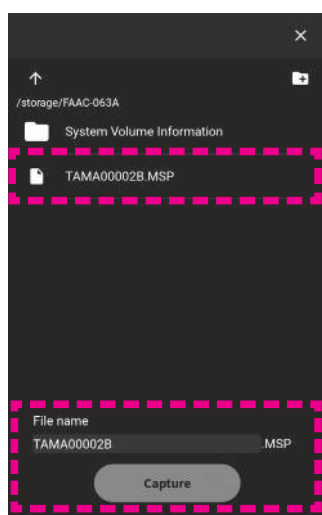 /storage/FAAC-063A
System Volume Information
TAMA00002B.MSP
File name
TAMA00002B .MSP
Capture